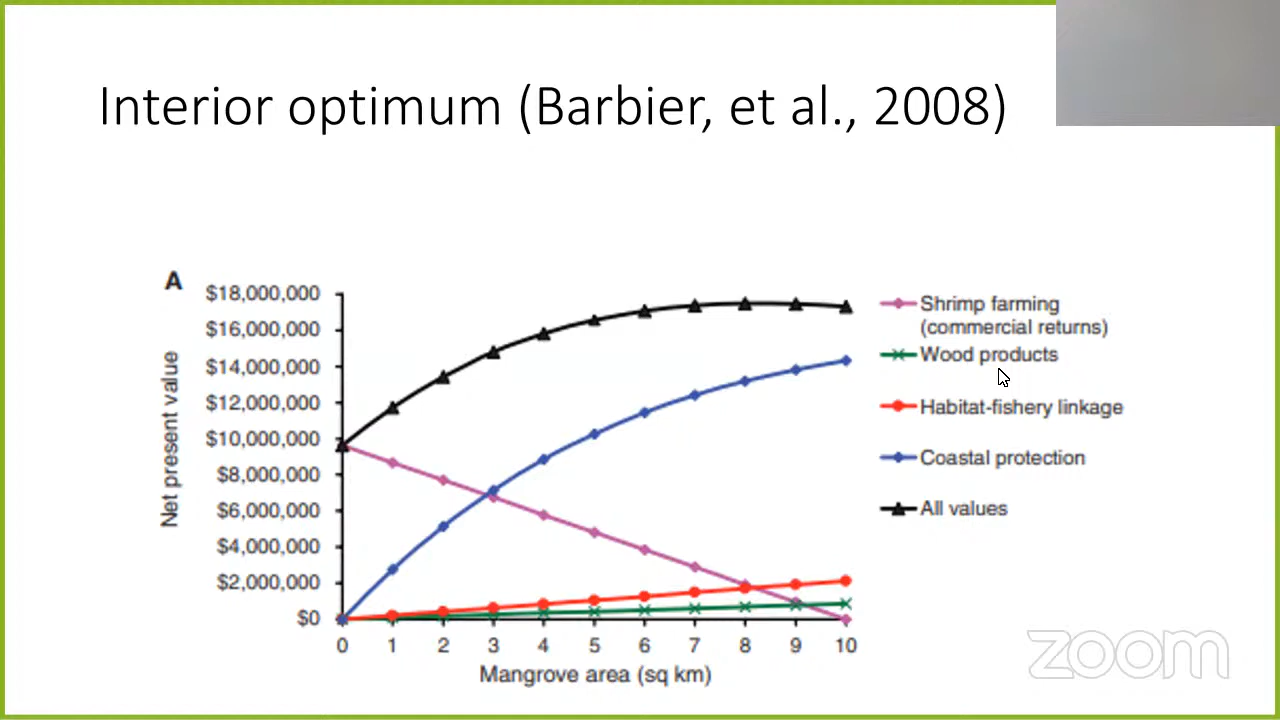 Interior optimum (Barbier, et al., 2008)
A
$18,000,000
$16,000,000
$14,000,000
$12,000,000
$10,000,000
$8,000,000
$6,000,000
$4,000,000
$2,000,000
$0
Net present value
0 1 2 3 4 5 6 7 8 9 10
Mangrove area (sq km)
Shrimp farming
(commercial returns)
Wood products
Habitat-fishery linkage
Coastal protection
All values
zoom